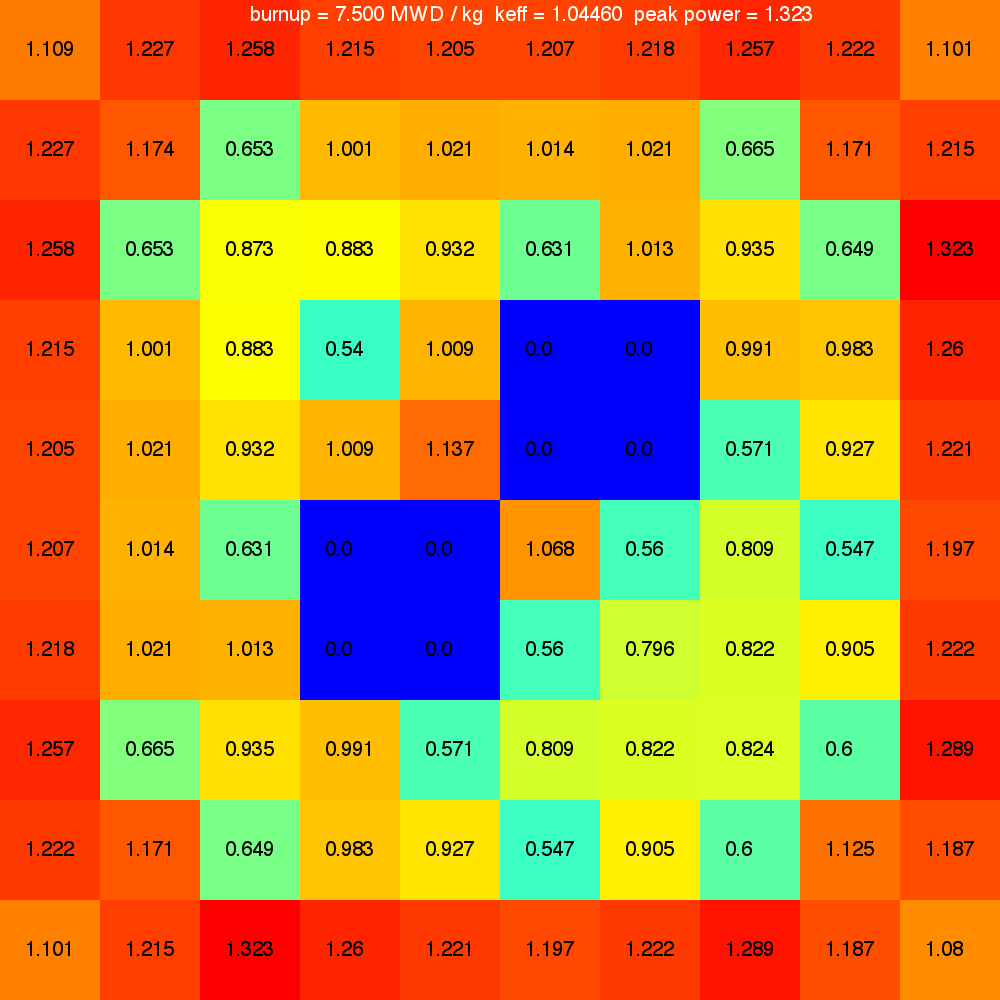 burnup = 7.500 MWD / kg keff = 1.04460 peak power = 1.323
1.109 1.227 1.258 1.215 1.205 1.207 1.218 1.257 1.222 1.101
1.227 1.174 0.653 1.001 1.021 1.014 1.021 0.665 1.171 1.215
1.258 0.653 0.873 0.883 0.932 0.631 1.013 0.935 0.649 1.323
1.215 1.001 0.883 0.54 1.009 0.0 0.0 0.991 0.983 1.26
1.205 1.021 0.932 1.009 1.137 0.0 0.0 0.571 0.927 1.221
1.207 1.014 0.631 0.0 0.0 1.068 0.56 0.809 0.547 1.197
1.218 1.021 1.013 0.0 0.0 0.56 0.796 0.822 0.905 1.222
1.257 0.665 0.935 0.991 0.571 0.809 0.822 0.824 0.6 1.289
1.222 1.171 0.649 0.983 0.927 0.547 0.905 0.6 1.125 1.187
1.101 1.215 1.323 1.26 1.221 1.197 1.222 1.289 1.187 1.08